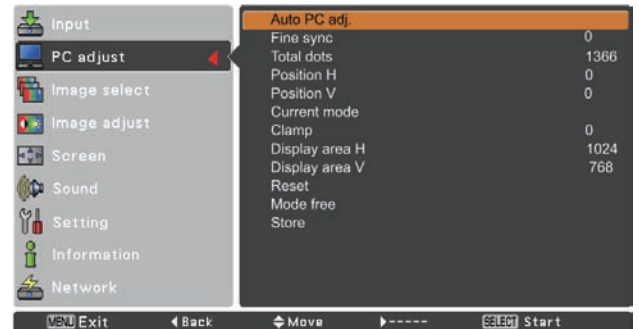 Input
PC adjust
Image select
Image adjust
Screen
Sound
Setting
Information
Network
Auto PC adj.
Fine sync 0
Total dots 1366
Position H 0
Position V 0
Current mode
Clamp 0
Display area H 1024
Display area V 768
Reset
Mode free
Store
MENU Exit ◀Back Move ▶----- SELECT Start